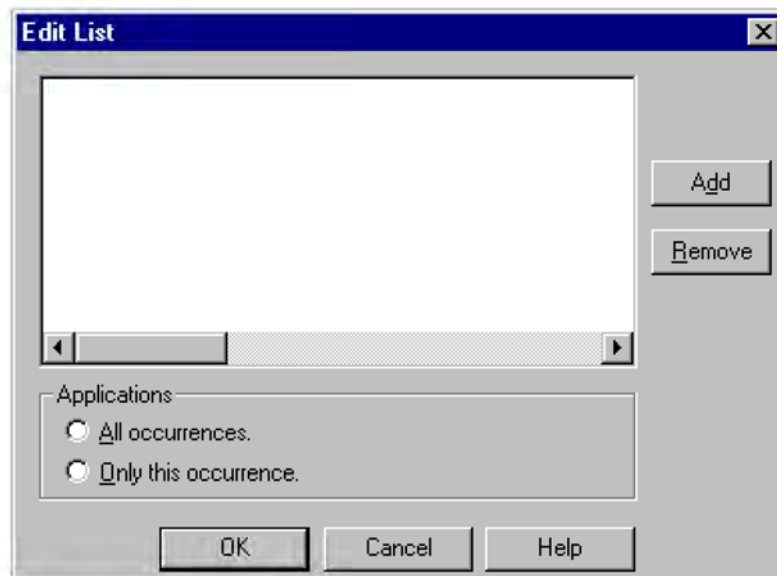 Edit List
Add
Remove
Applications
All occurrences.
Only this occurrence.
OK Cancel Help